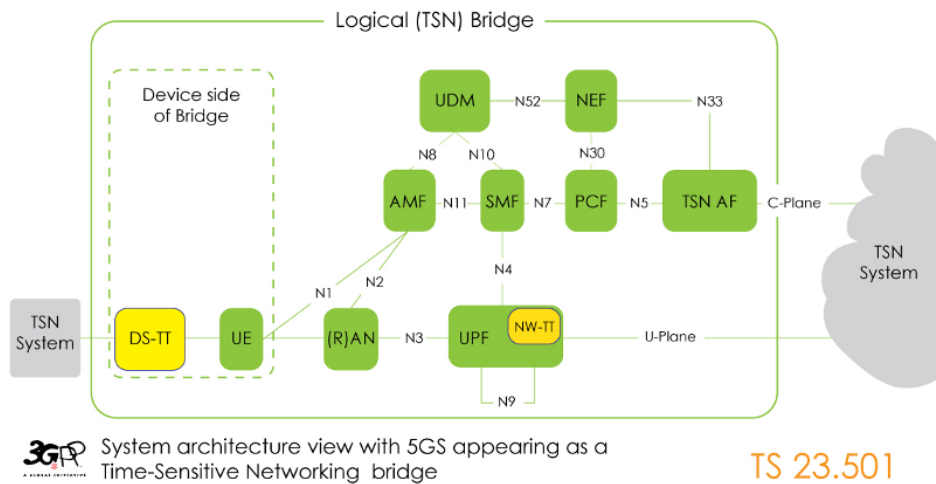 Logical (TSN) Bridge
Device side
of Bridge
UDM
N52
NEF
N33
N8
N10
N30
AMF
N11
SMF
N7
PCF
N5
TSN AF
C-Plane
TSN
System
N1
N2
N4
TSN
System
DS-TT
UE
(R)AN
N3
UPF
NW-TT
U-Plane
N9
3GPP
A GLOBAL INITIATIVE
System architecture view with 5GS appearing as a
Time-Sensitive Networking bridge
TS 23.501